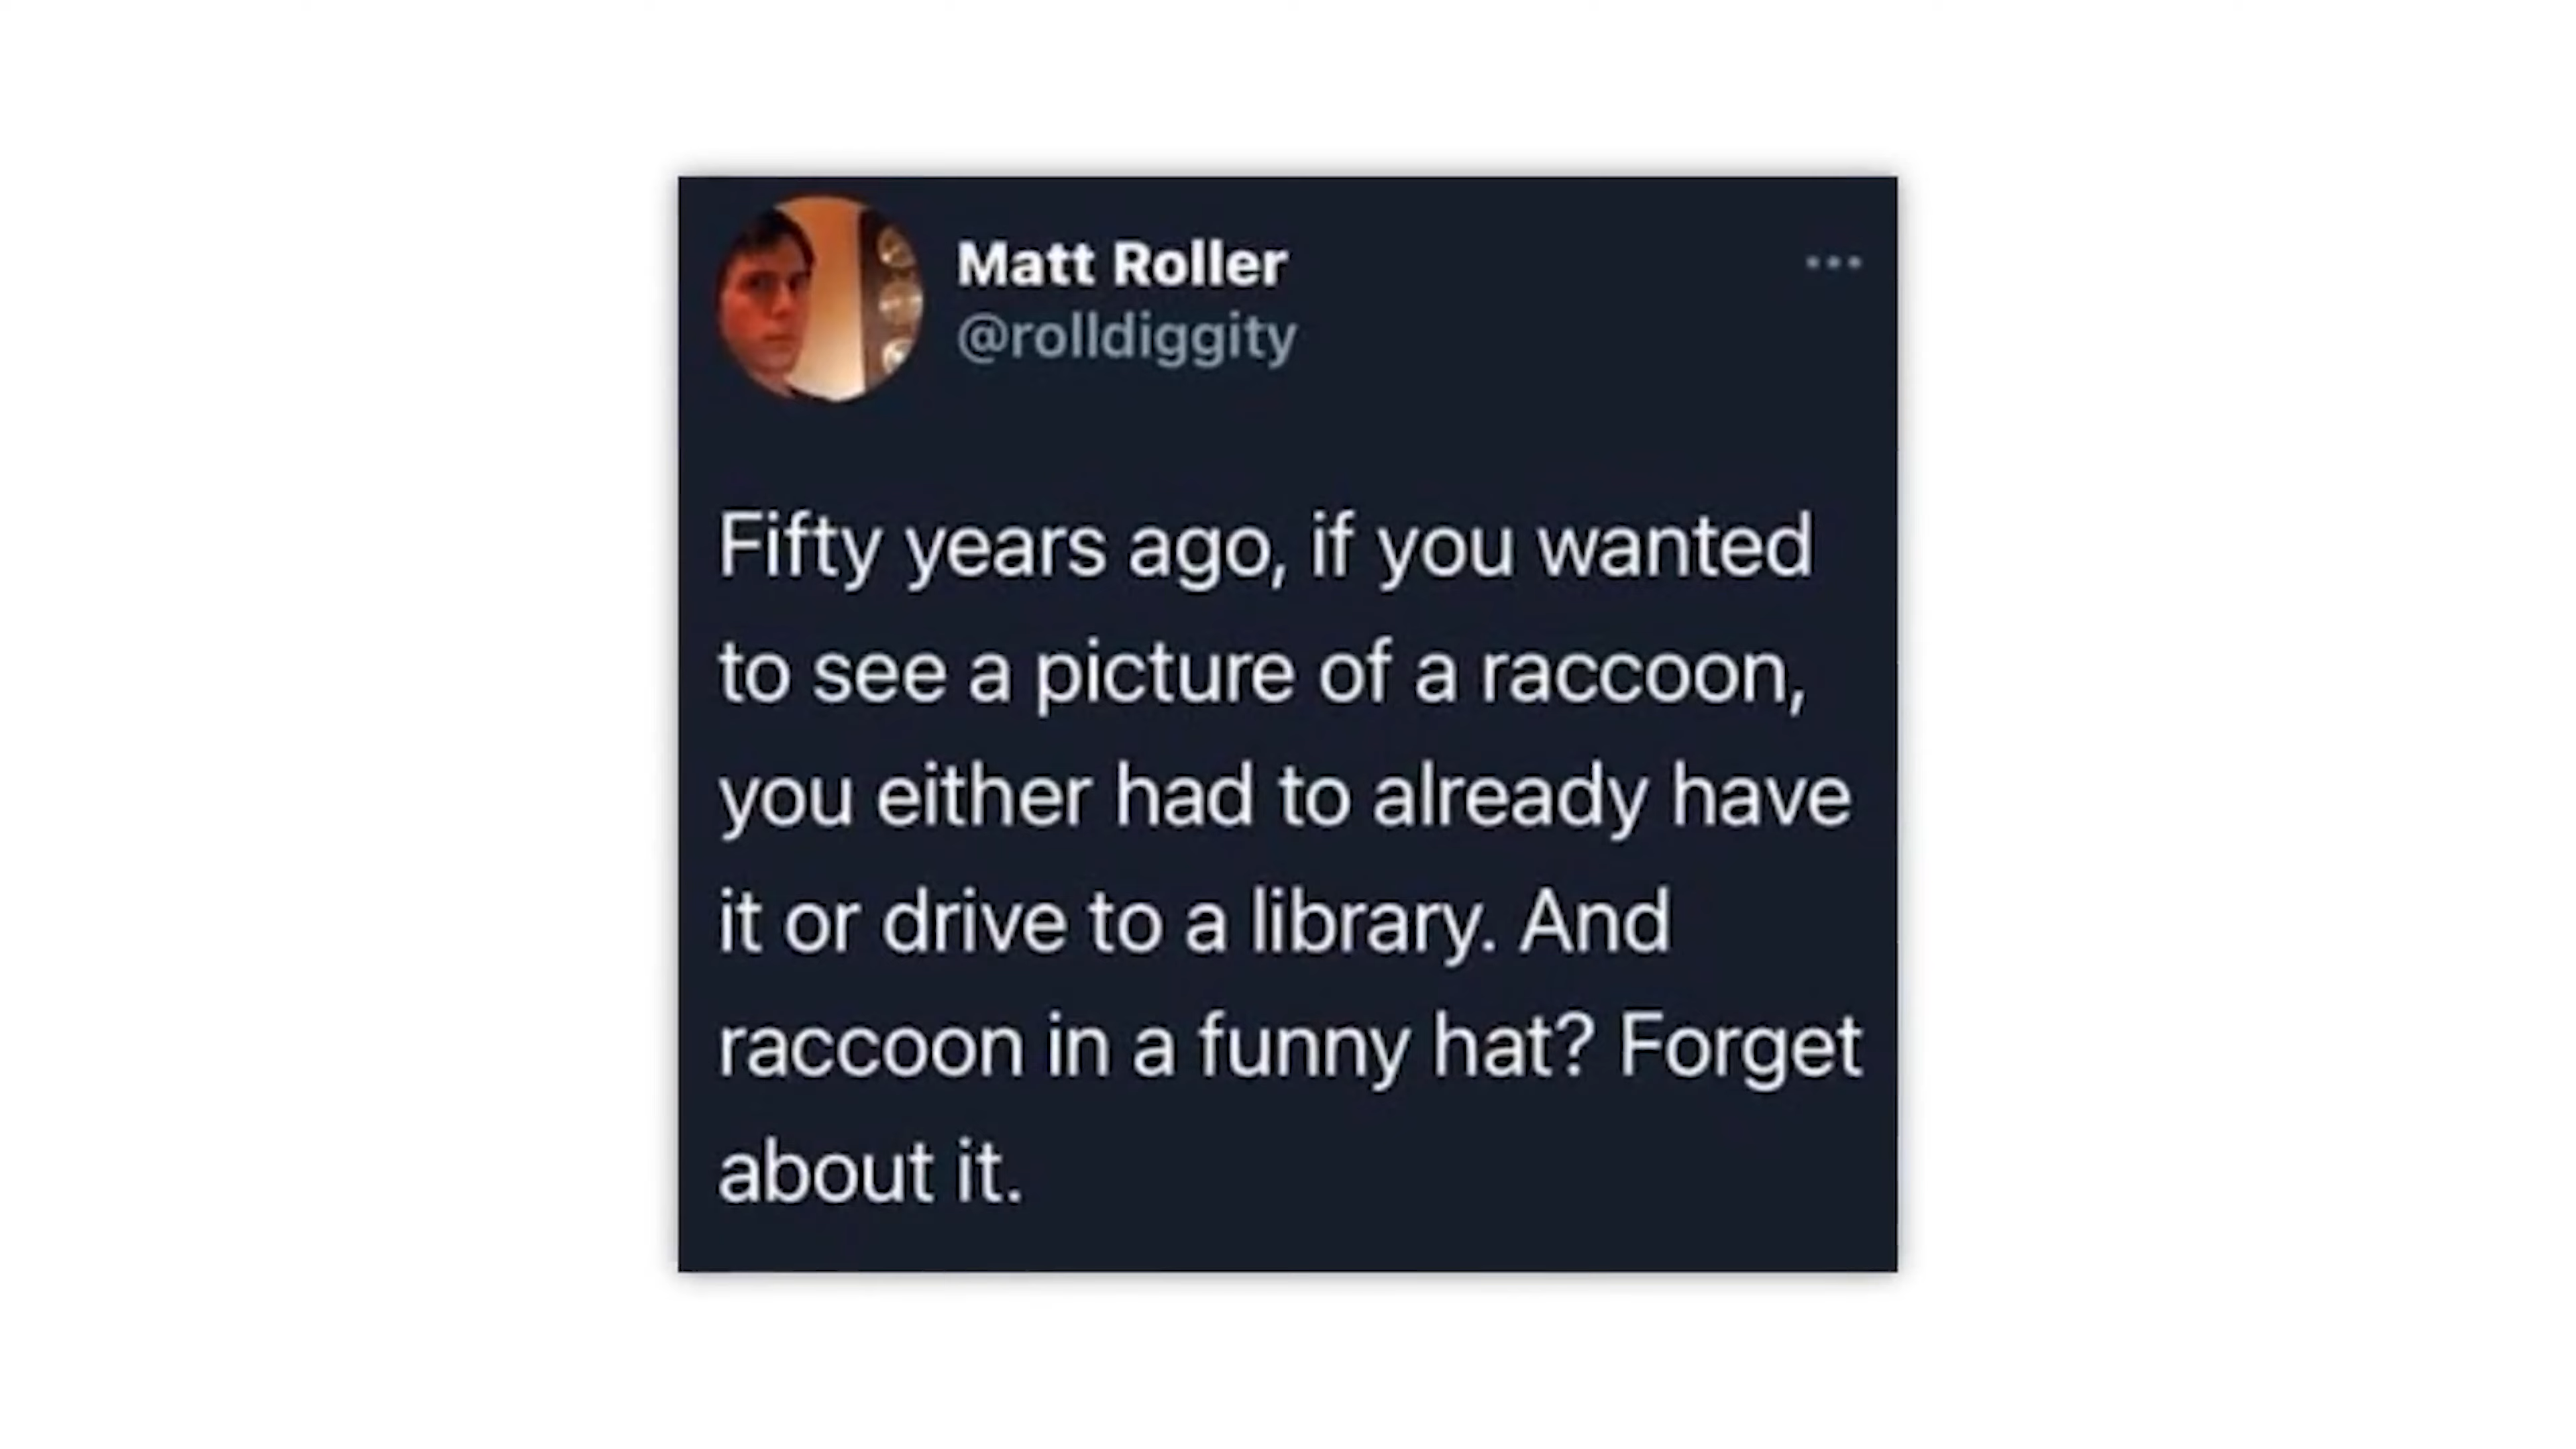 Matt Roller
@rolldiggity
Fifty years ago, if you wanted
to see a picture of a raccoon,
you either had to already have
it or drive to a library. And
raccoon in a funny hat? Forget
about it.